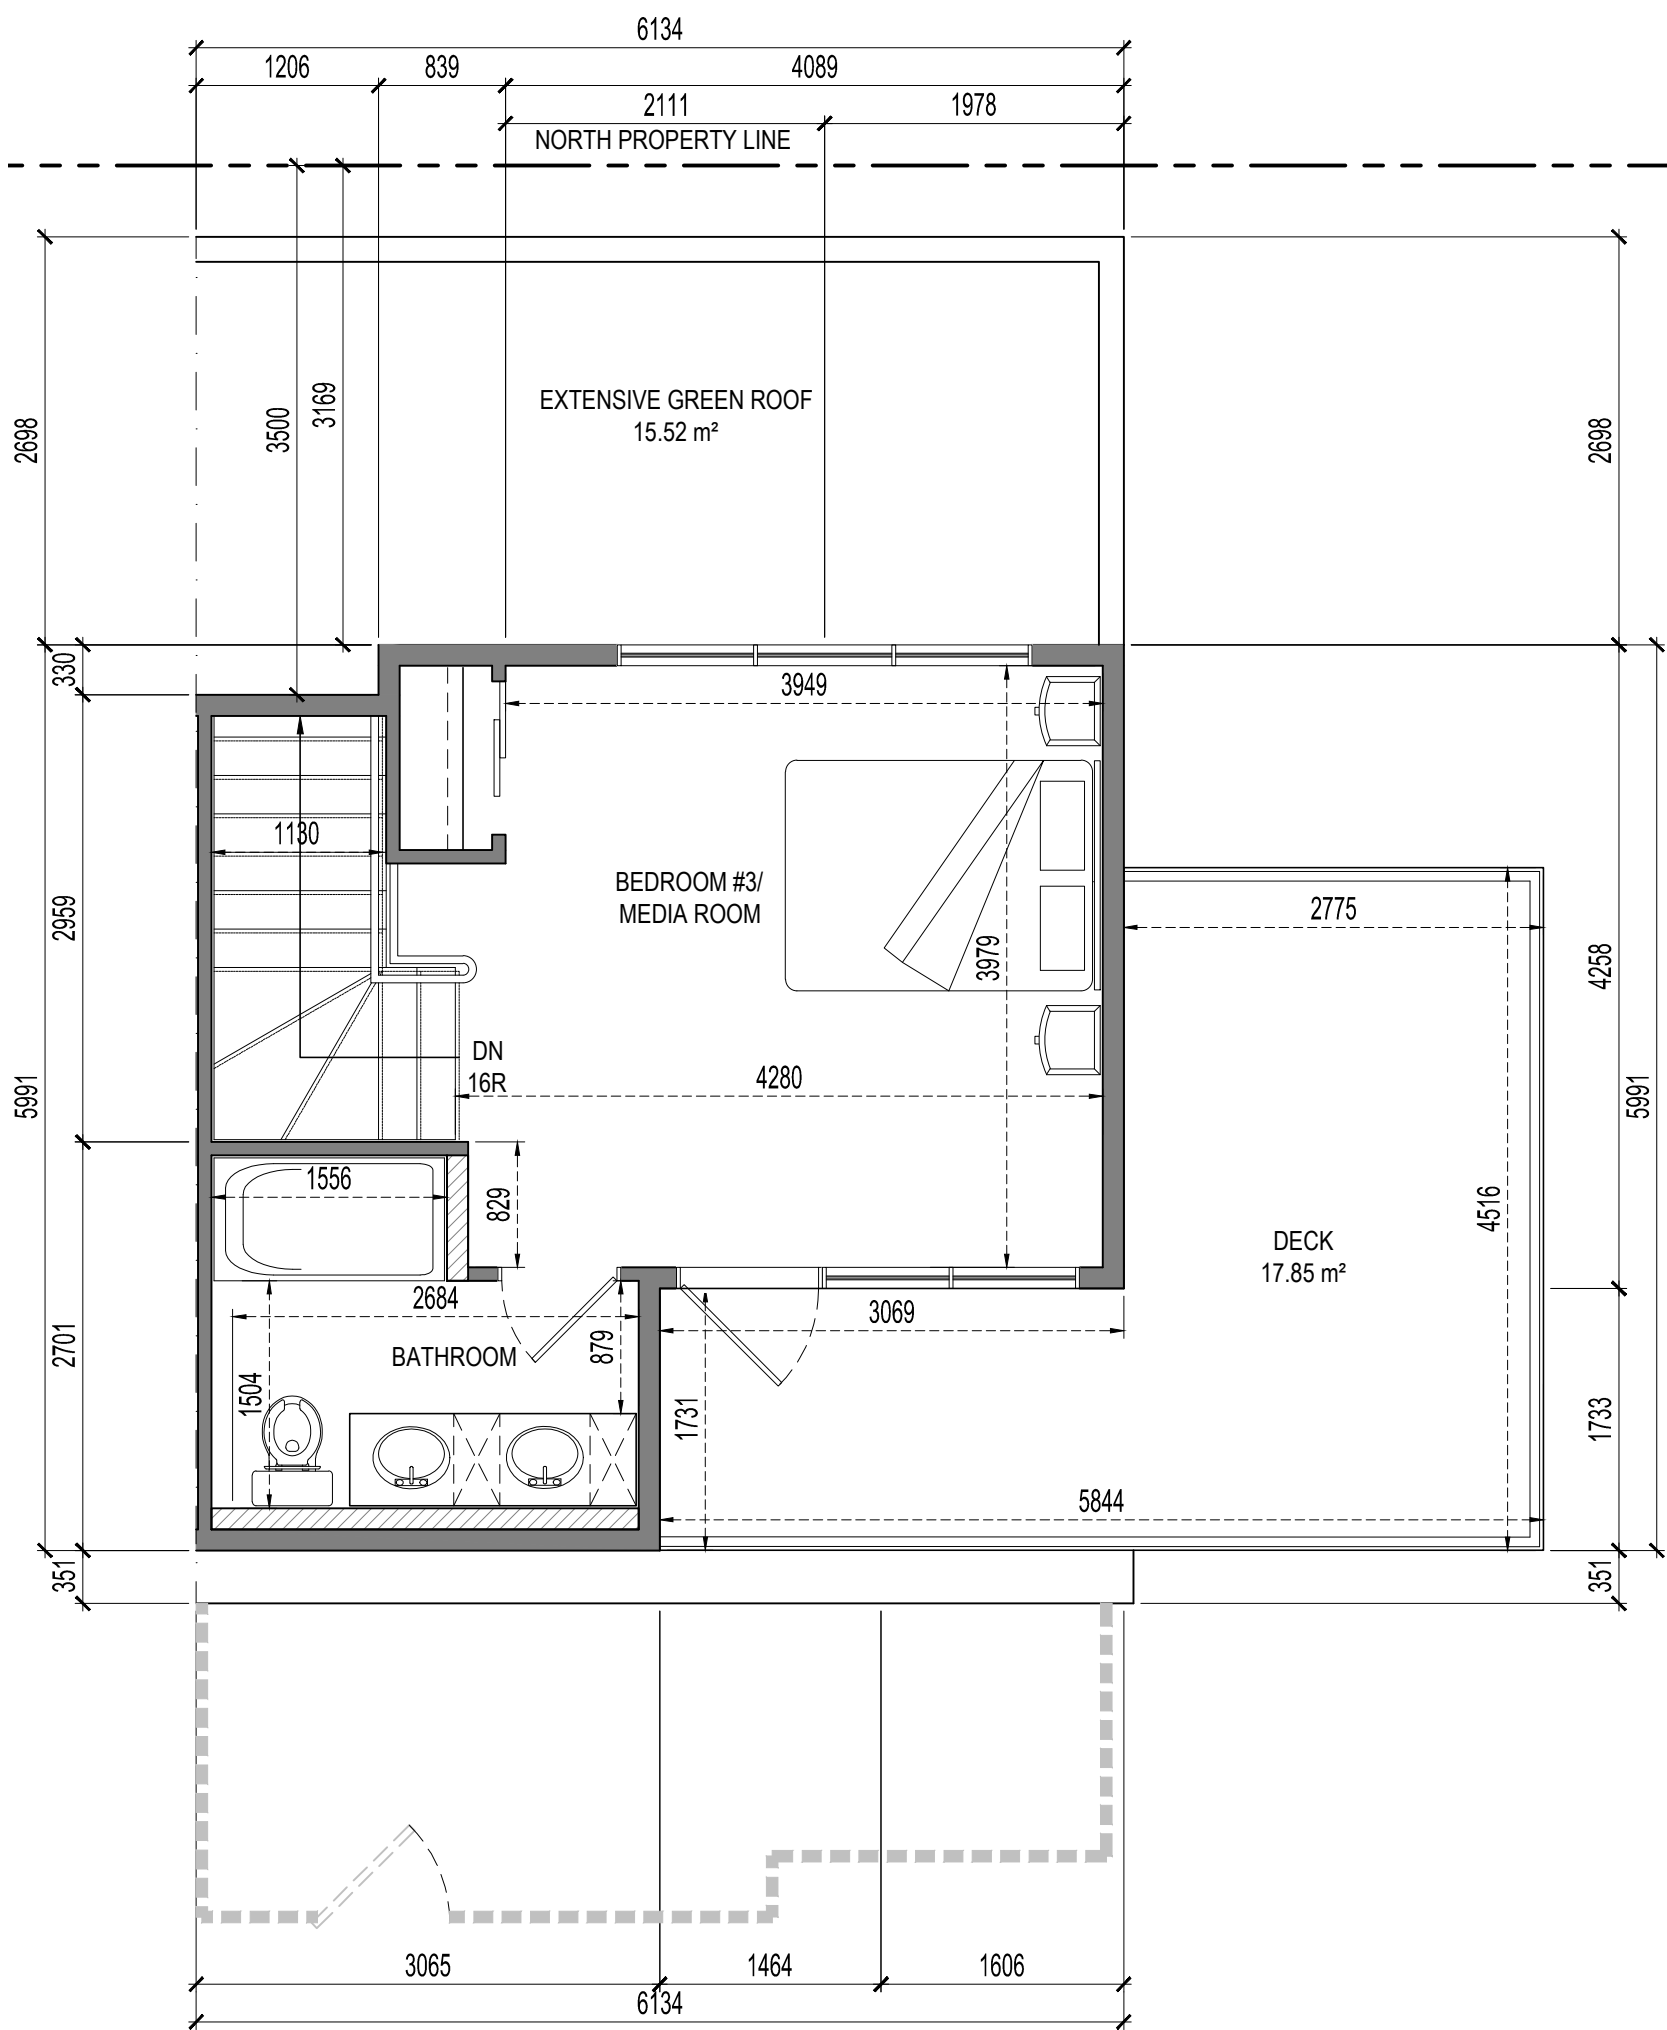 6134
1206 839 4089
2111 1978
NORTH PROPERTY LINE
2698
3500
3169
EXTENSIVE GREEN ROOF
15.52 m²
2698
330
3949
1130
2959
BEDROOM #3/
MEDIA ROOM
3979
2775
4258
DN
16R
4280
5991
5991
1556
829
4516
DECK
17.85 m²
2684
3069
2701
BATHROOM
879
1504
1731
1733
5844
351
351
3065 1464 1606
6134